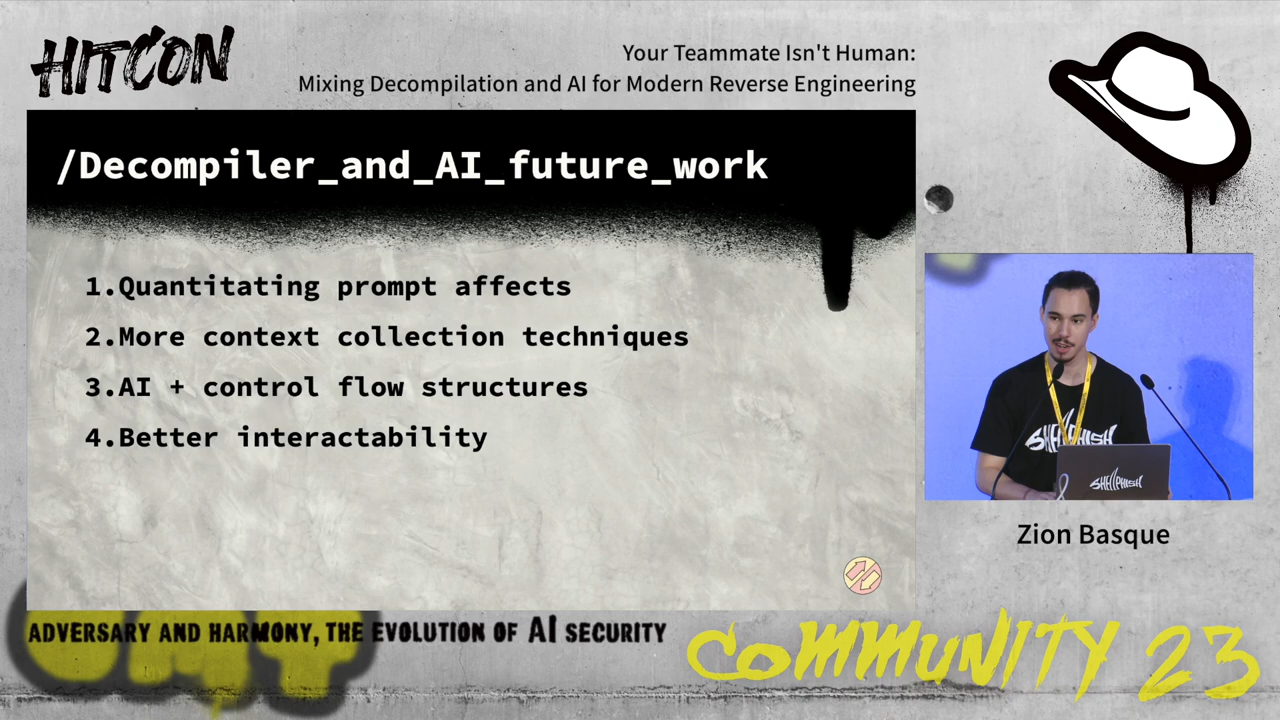 HITCON
Your Teammate Isn't Human:
Mixing Decompilation and AI for Modern Reverse Engineering
/Decompiler_and_AI_future_work
1.Quantitating prompt affects
2.More context collection techniques
3.AI + control flow structures
4.Better interactability
SHELLPHISH
SHELLPHISH
Zion Basque
ADVERSARY AND HARMONY, THE EVOLUTION OF AI SECURITY
COMMUNITY 23